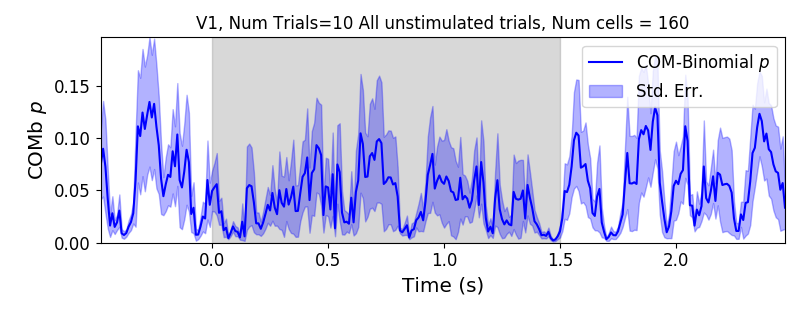 V1, Num Trials=10 All unstimulated trials, Num cells = 160
COM-Binomial p
Std. Err.
COMb p
0.15
0.10
0.05
0.00
0.0 0.5 1.0 1.5 2.0
Time (s)